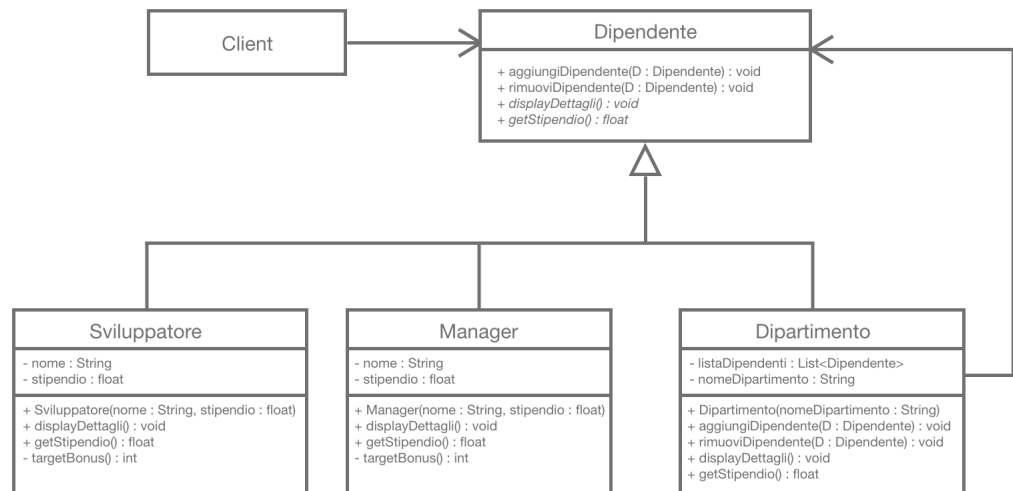 Client
Dipendente
+ aggiungiDipendente(D : Dipendente) : void
+ rimuoviDipendente(D : Dipendente) : void
+ displayDettagli() : void
+ getStipendio() : float
Sviluppatore
- nome : String
- stipendio : float
+ Sviluppatore(nome : String, stipendio : float)
+ displayDettagli() : void
+ getStipendio() : float
- targetBonus() : int
Manager
- nome : String
- stipendio : float
+ Manager(nome : String, stipendio : float)
+ displayDettagli() : void
+ getStipendio() : float
- targetBonus() : int
Dipartimento
- listaDipendenti : List<Dipendente>
- nomeDipartimento : String
+ Dipartimento(nomeDipartimento : String)
+ aggiungiDipendente(D : Dipendente) : void
+ rimuoviDipendente(D : Dipendente) : void
+ displayDettagli() : void
+ getStipendio() : float